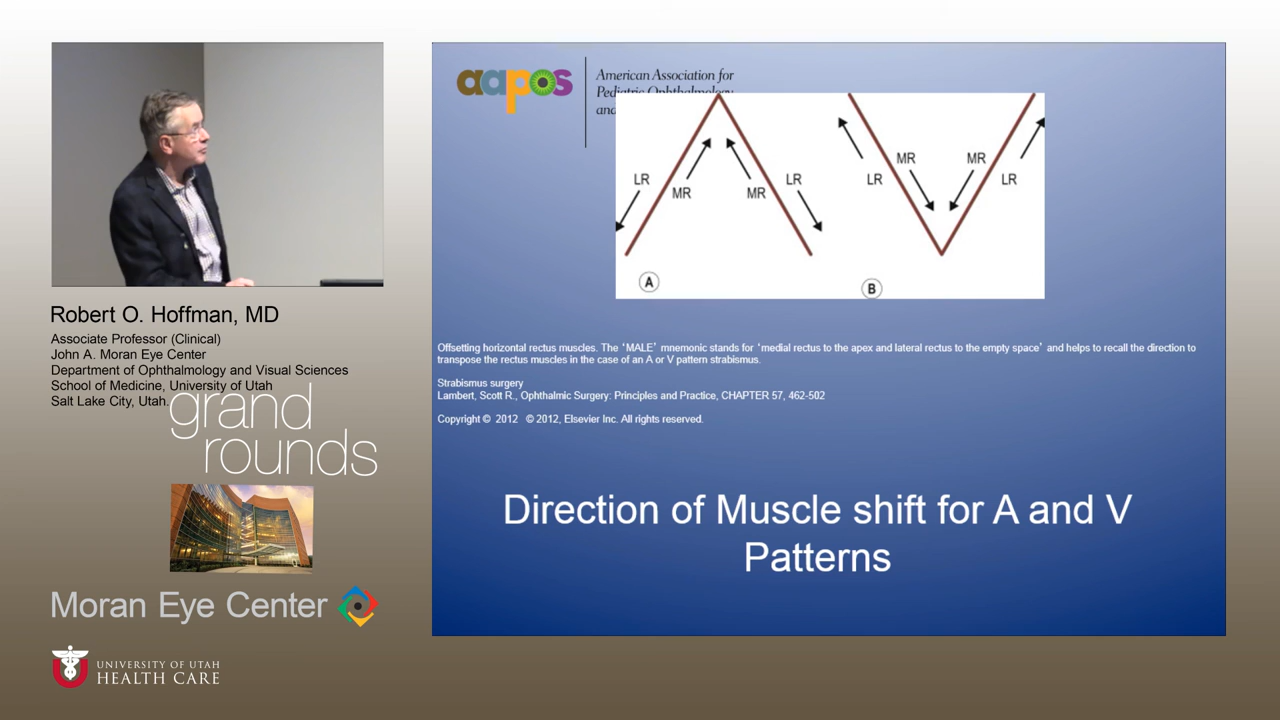 Robert O. Hoffman, MD
Associate Professor (Clinical)
John A. Moran Eye Center
Department of Ophthalmology and Visual Sciences
School of Medicine, University of Utah
Salt Lake City, Utah.
grand
rounds
Moran Eye Center
UNIVERSITY OF UTAH
HEALTH CARE
aapos
American Association for
Pediatric Ophthalmology
and
LR
MR
MR
LR
A
LR
MR
MR
LR
B
Offsetting horizontal rectus muscles. The ‘MALE’ mnemonic stands for ‘medial rectus to the apex and lateral rectus to the empty space’ and helps to recall the direction to
transpose the rectus muscles in the case of an A or V pattern strabismus.
Strabismus surgery
Lambert, Scott R., Ophthalmic Surgery: Principles and Practice, CHAPTER 57, 462-502
Copyright © 2012 © 2012, Elsevier Inc. All rights reserved.
Direction of Muscle shift for A and V
Patterns